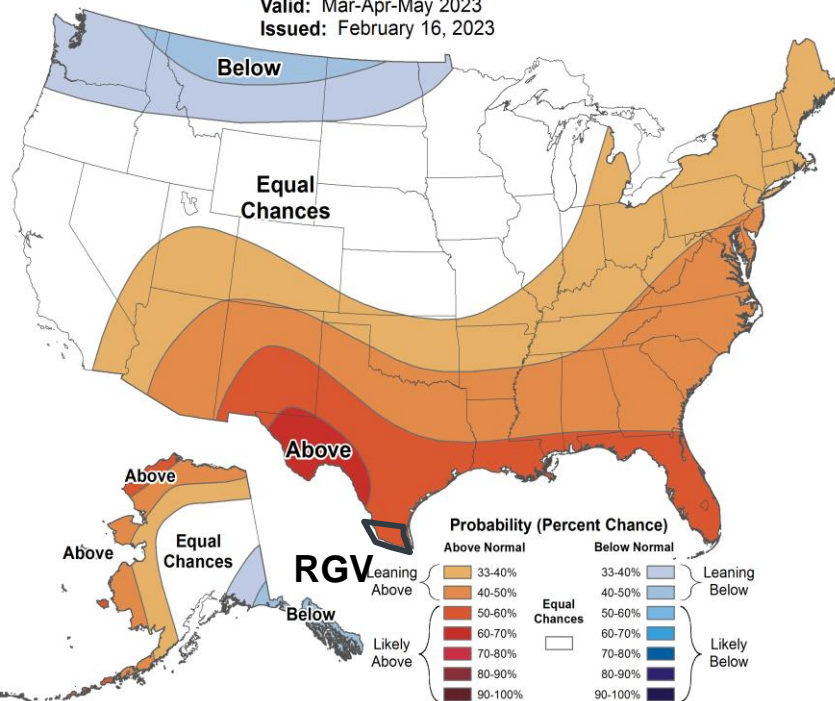 Valid: Mar-Apr-May 2023
Issued: February 16, 2023
Below
Equal
Chances
Above
Above
Above
Equal
Chances
Below
RGV
Probability (Percent Chance)
Above Normal
Below Normal
Leaning
Above
33-40%
40-50%
Likely
Above
50-60%
60-70%
70-80%
80-90%
90-100%
Equal
Chances
33-40%
40-50%
Leaning
Below
50-60%
60-70%
70-80%
80-90%
90-100%
Likely
Below